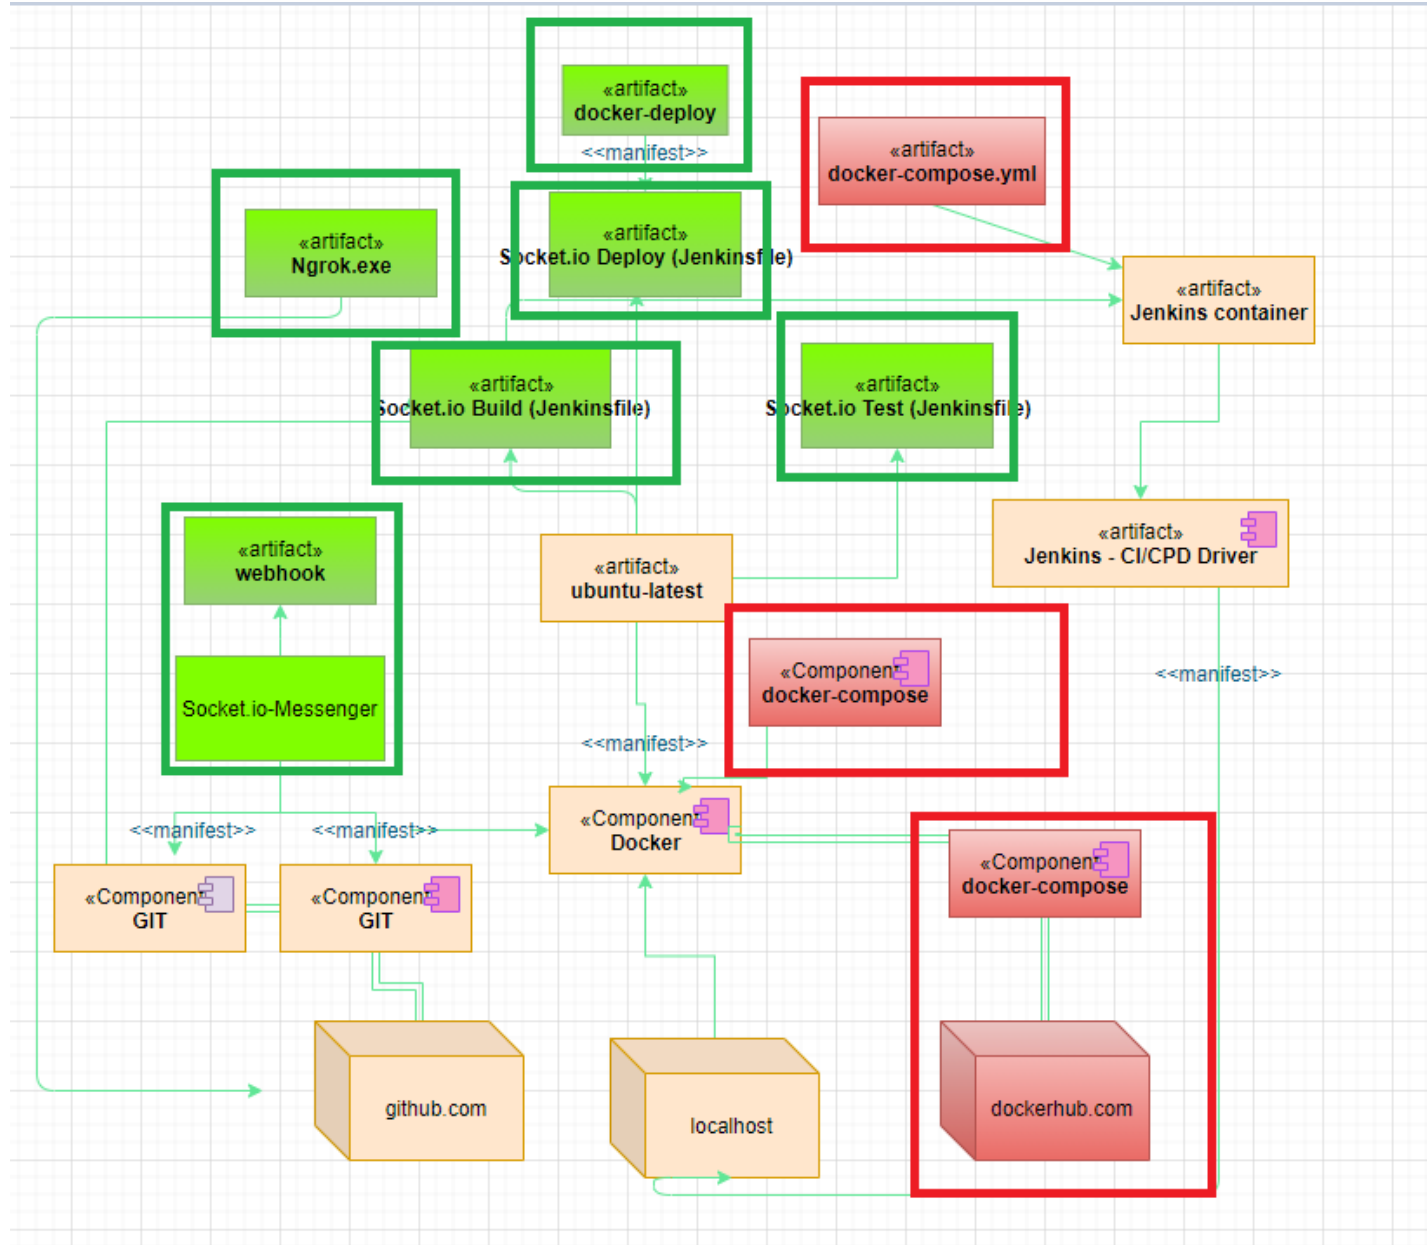 «artifact»
docker-deploy
<<manifest>>
«artifact»
docker-compose.yml
«artifact»
Ngrok.exe
«artifact»
Socket.io Deploy (Jenkinsfile)
«artifact»
Jenkins container
«artifact»
Socket.io Build (Jenkinsfile)
«artifact»
Socket.io Test (Jenkinsfile)
«artifact»
webhook
«artifact»
ubuntu-latest
«artifact»
Jenkins - CI/CPD Driver
Socket.io-Messenger
«Component
docker-compose
<<manifest>>
<<manifest>>
<<manifest>>
<<manifest>>
«Component
Docker
«Component
GIT
«Component
GIT
«Component
docker-compose
github.com
localhost
dockerhub.com